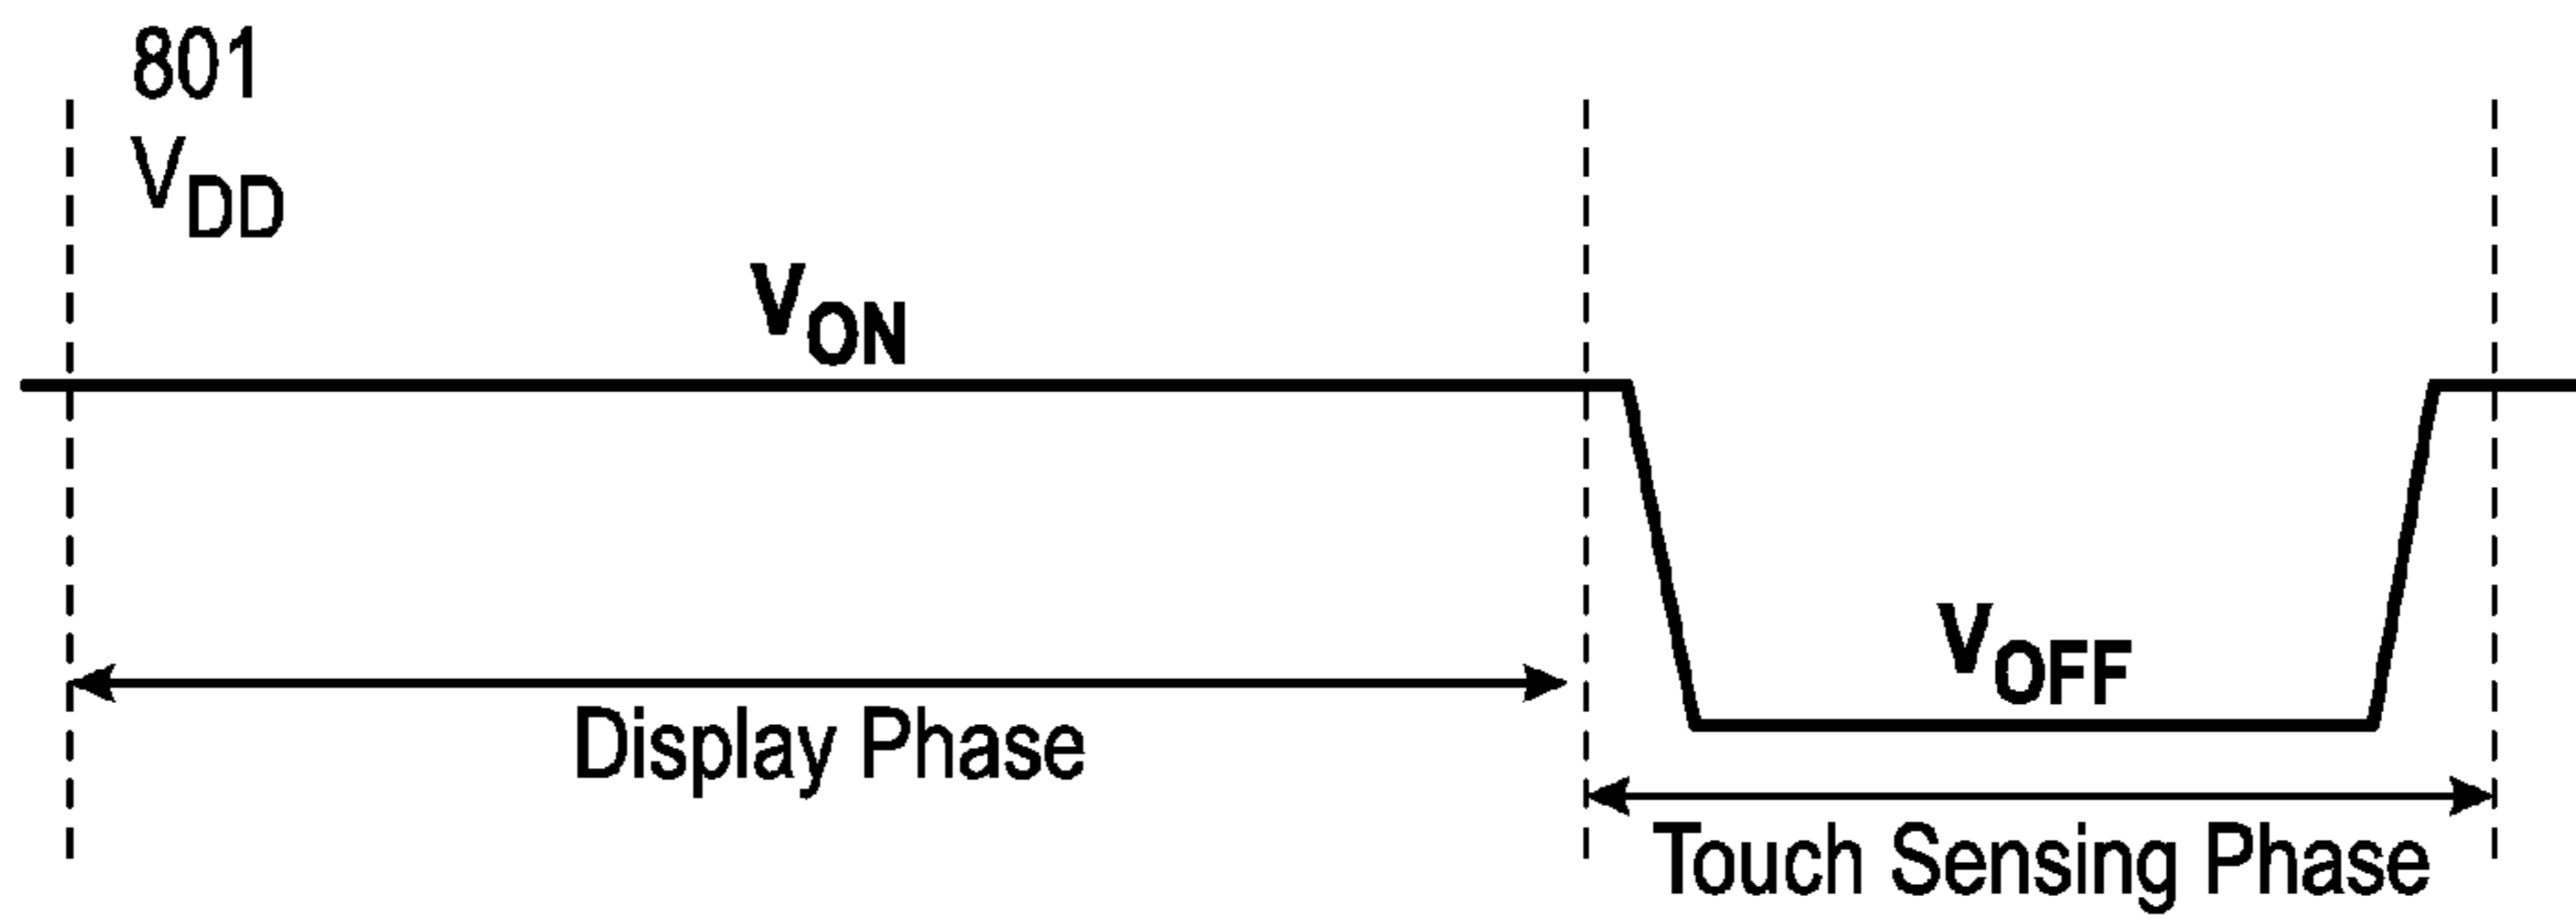 801
VDD
VON
VOFF
Display Phase
Touch Sensing Phase